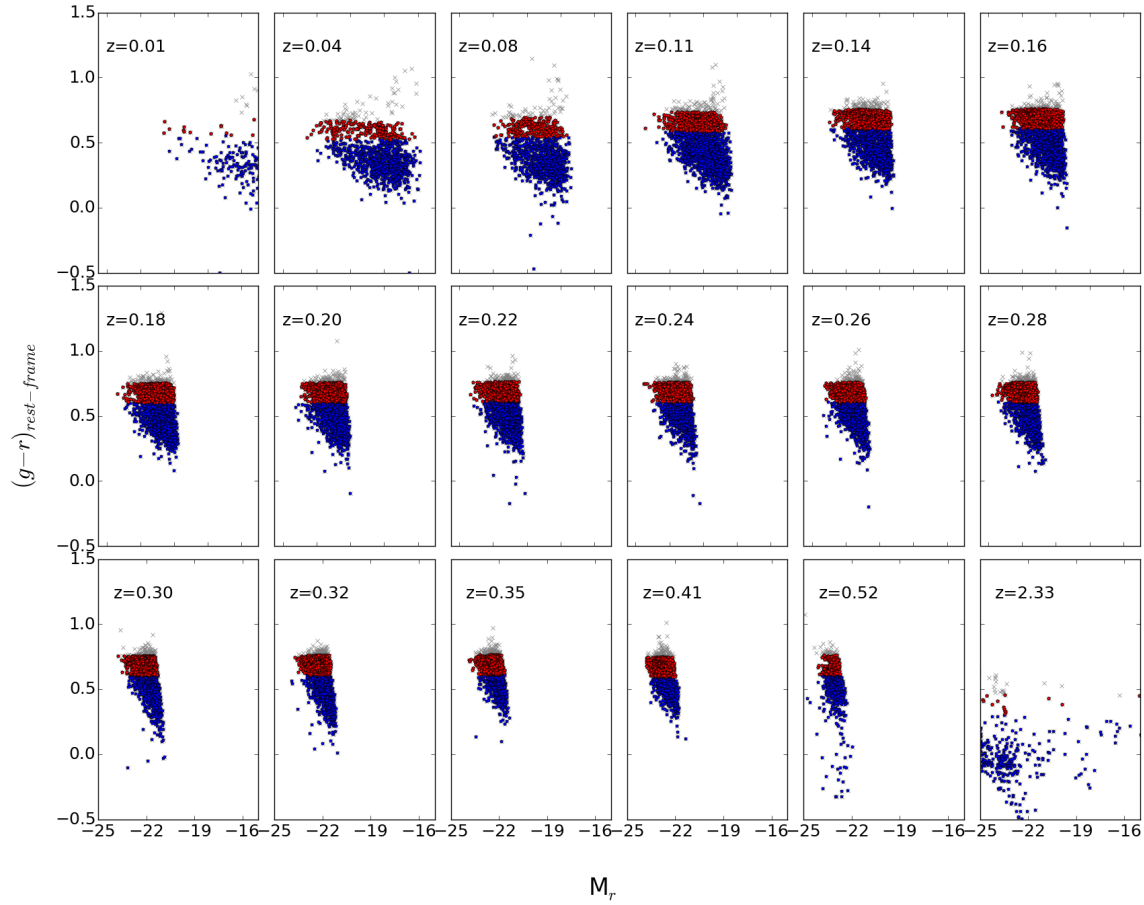 1.5
1.0
0.5
0.0
−0.5
z=0.01
z=0.04
z=0.08
z=0.11
z=0.14
z=0.16
1.5
1.0
0.5
0.0
−0.5
z=0.18
z=0.20
z=0.22
z=0.24
z=0.26
z=0.28
1.5
1.0
0.5
0.0
−0.5
z=0.30
z=0.32
z=0.35
z=0.41
z=0.52
z=2.33
−25 −22 −19 −16
−25 −22 −19 −16
−25 −22 −19 −16
−25 −22 −19 −16
−25 −22 −19 −16
−25 −22 −19 −16
(g−r)rest−frame
Mr